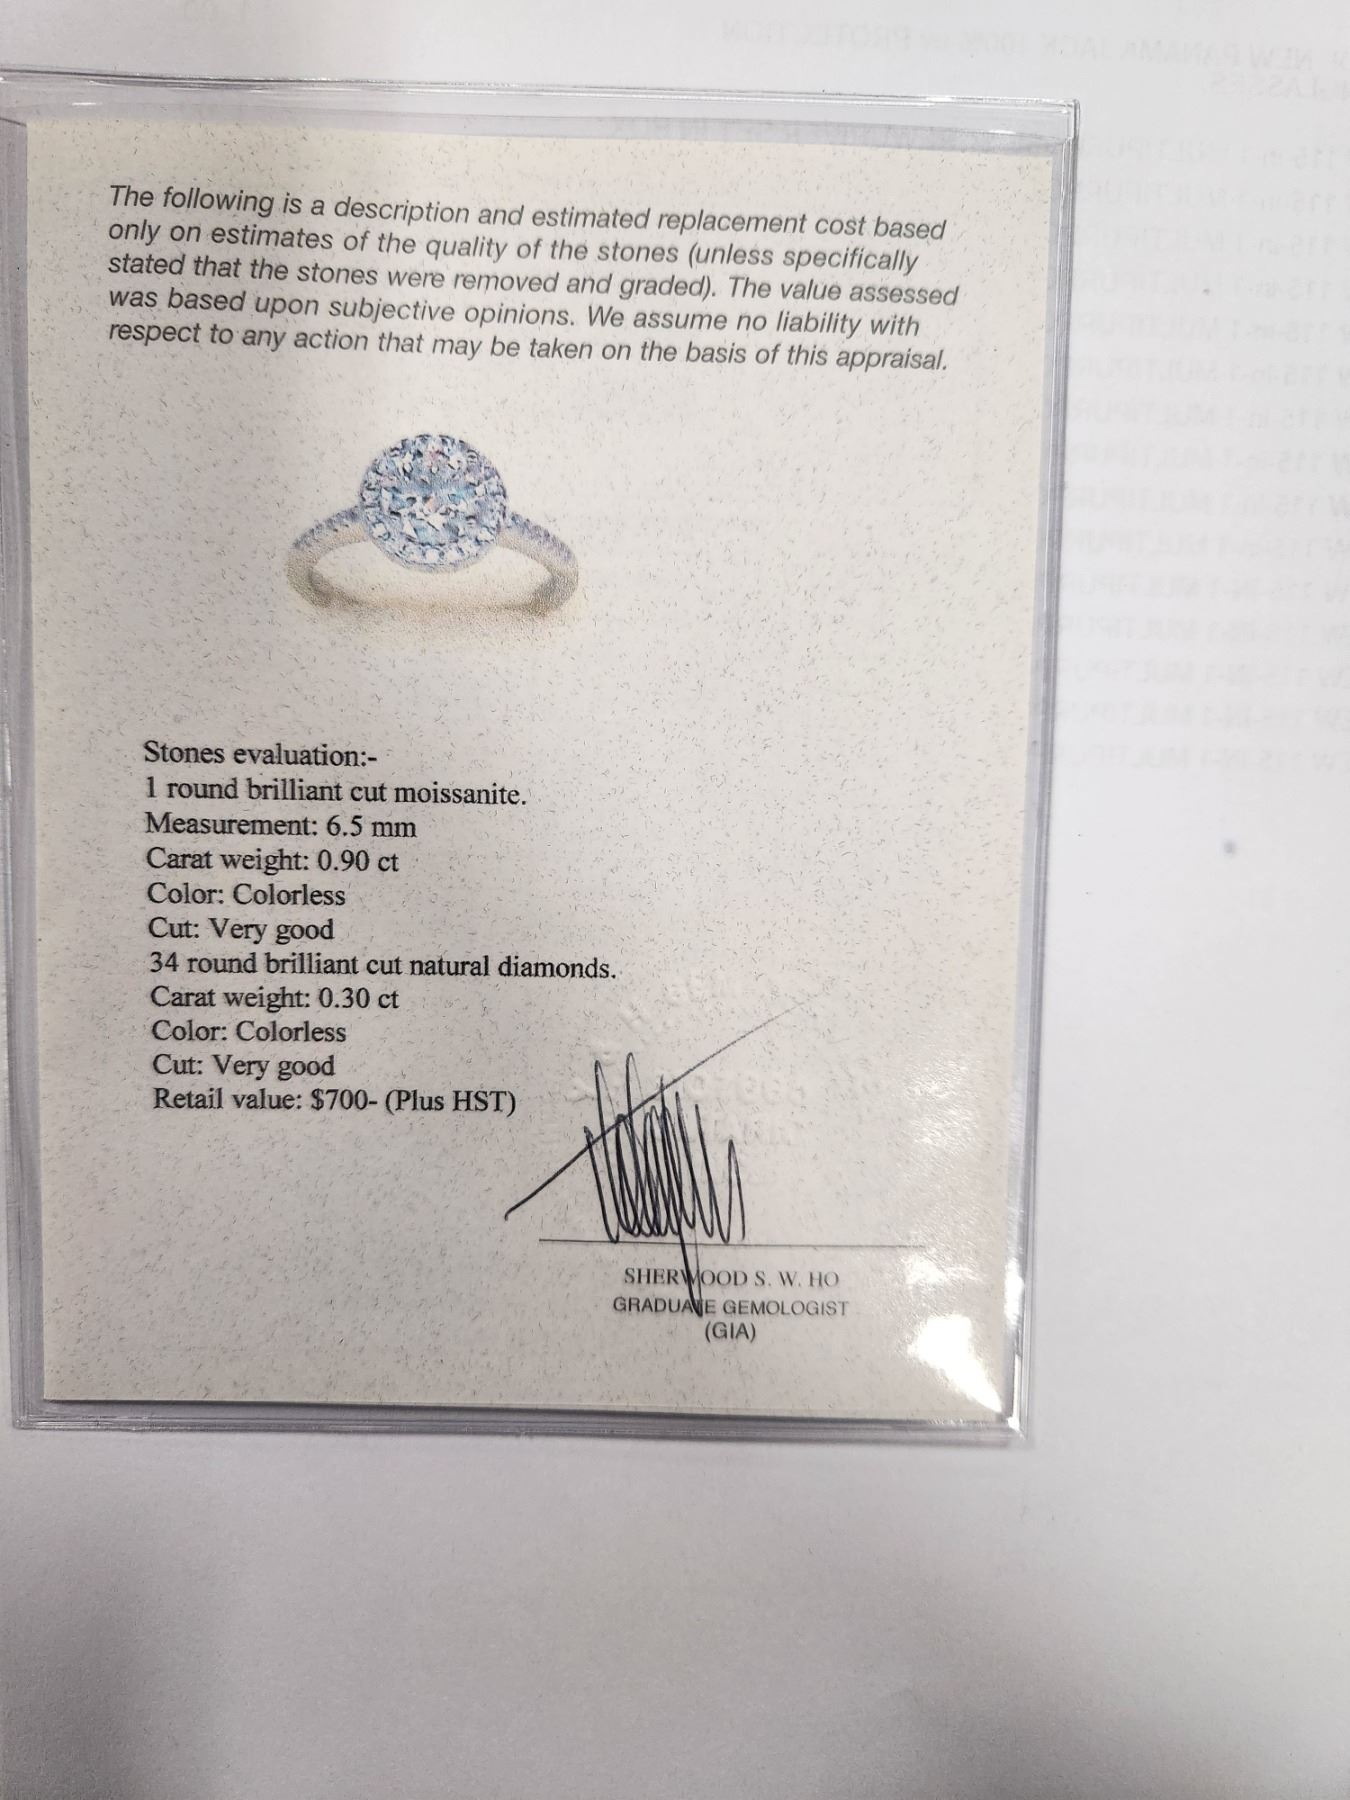 The following is a description and estimated replacement cost based
only on estimates of the quality of the stones (unless specifically
stated that the stones were removed and graded). The value assessed
was based upon subjective opinions. We assume no liability with
respect to any action that may be taken on the basis of this appraisal.
Stones evaluation:-
1 round brilliant cut moissanite.
Measurement: 6.5 mm
Carat weight: 0.90 ct
Color: Colorless
Cut: Very good
34 round brilliant cut natural diamonds.
Carat weight: 0.30 ct
Color: Colorless
Cut: Very good
Retail value: $700- (Plus HST)
SHERWOOD S. W. HO
GRADUATE GEMOLOGIST
(GIA)